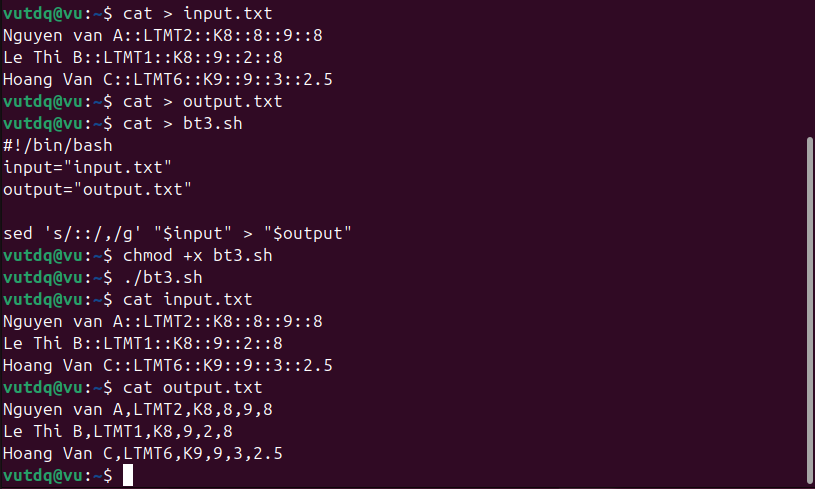 vutdq@vu:~$ cat > input.txt
Nguyen van A::LTMT2::K8::8::9::8
Le Thi B::LTMT1::K8::9::2::8
Hoang Van C::LTMT6::K9::9::3::2.5
vutdq@vu:~$ cat > output.txt
vutdq@vu:~$ cat > bt3.sh
#!/bin/bash
input="input.txt"
output="output.txt"

sed 's/::/,/g' "$input" > "$output"
vutdq@vu:~$ chmod +x bt3.sh
vutdq@vu:~$ ./bt3.sh
vutdq@vu:~$ cat input.txt
Nguyen van A::LTMT2::K8::8::9::8
Le Thi B::LTMT1::K8::9::2::8
Hoang Van C::LTMT6::K9::9::3::2.5
vutdq@vu:~$ cat output.txt
Nguyen van A,LTMT2,K8,8,9,8
Le Thi B,LTMT1,K8,9,2,8
Hoang Van C,LTMT6,K9,9,3,2.5
vutdq@vu:~$